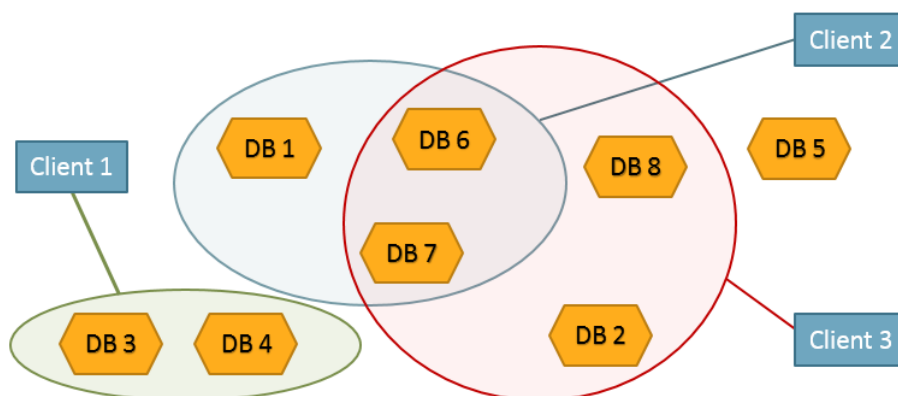 Client 2
DB 1
DB 6
DB 8
DB 5
Client 1
DB 7
DB 3
DB 4
DB 2
Client 3